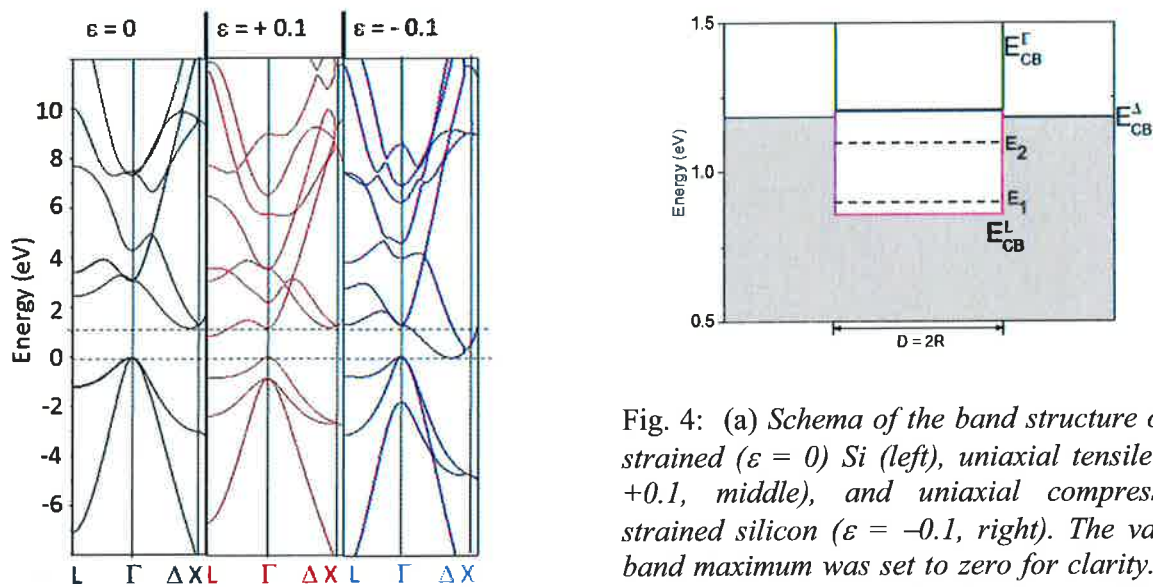 ε = 0 ε = + 0.1 ε = - 0.1
Energy (eV)
10
8
6
4
2
0
-2
-4
-6
L Γ Δ X L Γ Δ X L Γ Δ X
1.5
1.0
0.5
Energy (eV)
E_CB^Γ
E_CB^Δ
E_2
E_1
E_CB^L
D = 2R
Fig. 4: (a) Schema of the band structure
strained (ε = 0) Si (left), uniaxial tensile
+0.1, middle), and uniaxial
strained silicon (ε = –0.1, right). The
band maximum was set to zero for clarity.